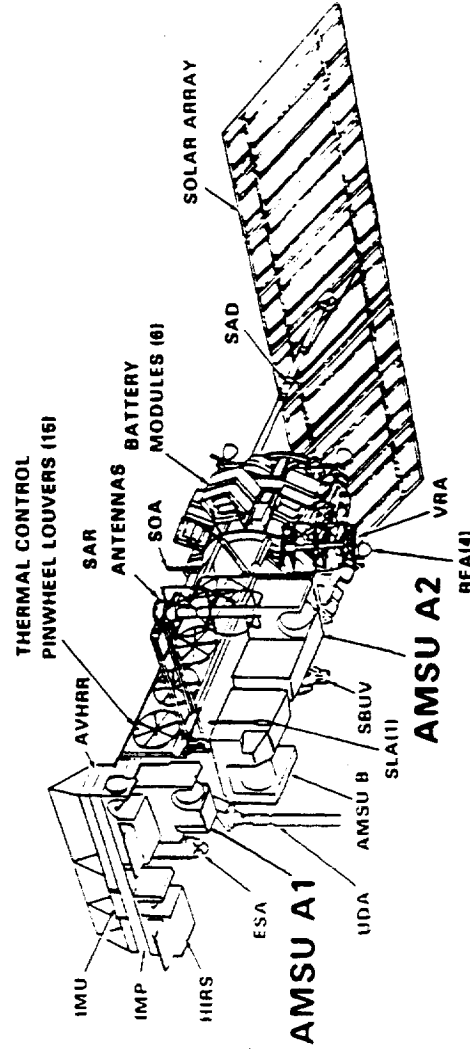 THERMAL CONTROL
PINWHEEL LOUVERS (16)
SAR
ANTENNAS
SOA
BATTERY
MODULES (6)
SAD
SOLAR ARRAY
AVHRR
IMU
IMP
HIRS
AMSU A1
ESA
UDA
AMSU B
SLA(1)
SBUV
AMSU A2
REA(4)
VRA